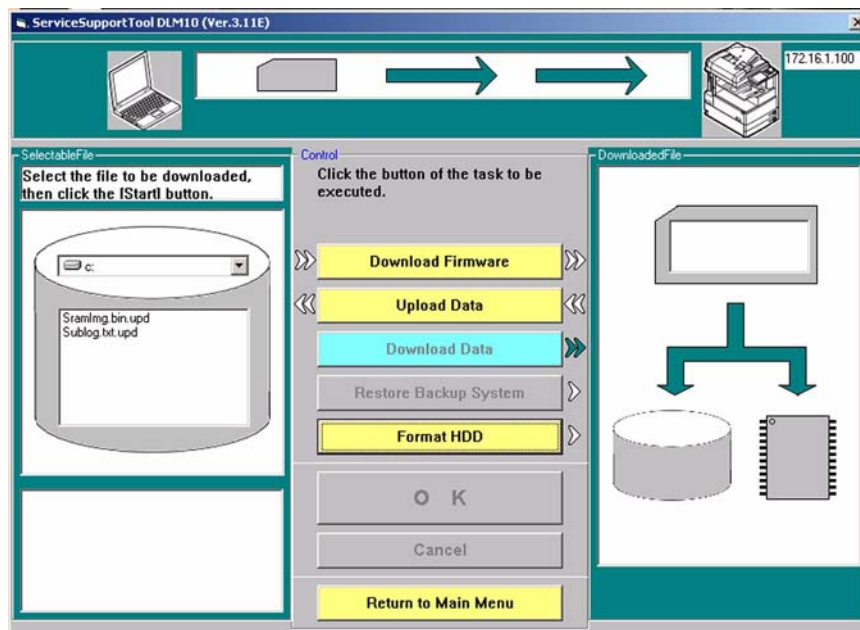 ServiceSupportTool DLM10 (Ver.3.11E)
172.16.1.100
SelectableFile
Select the file to be downloaded,
then click the [Start] button.
c:
SramImg.bin.upd
Sublog.txt.upd
Control
Click the button of the task to be
executed.
Download Firmware
Upload Data
Download Data
Restore Backup System
Format HDD
O K
Cancel
Return to Main Menu
DownloadedFile